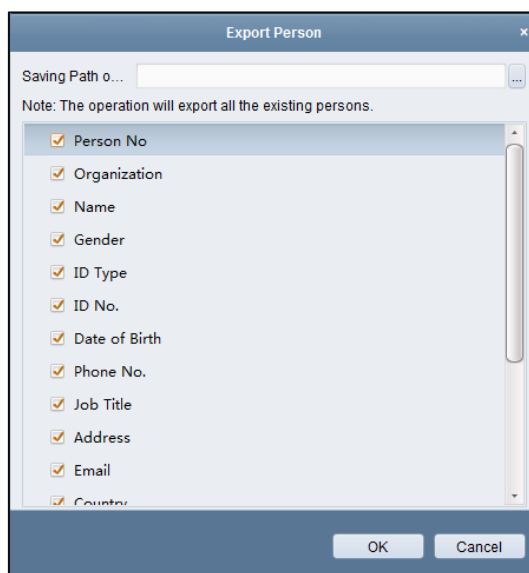 Export Person
×
Saving Path o...
...
Note: The operation will export all the existing persons.
Person No
Organization
Name
Gender
ID Type
ID No.
Date of Birth
Phone No.
Job Title
Address
Email
Country
OK Cancel